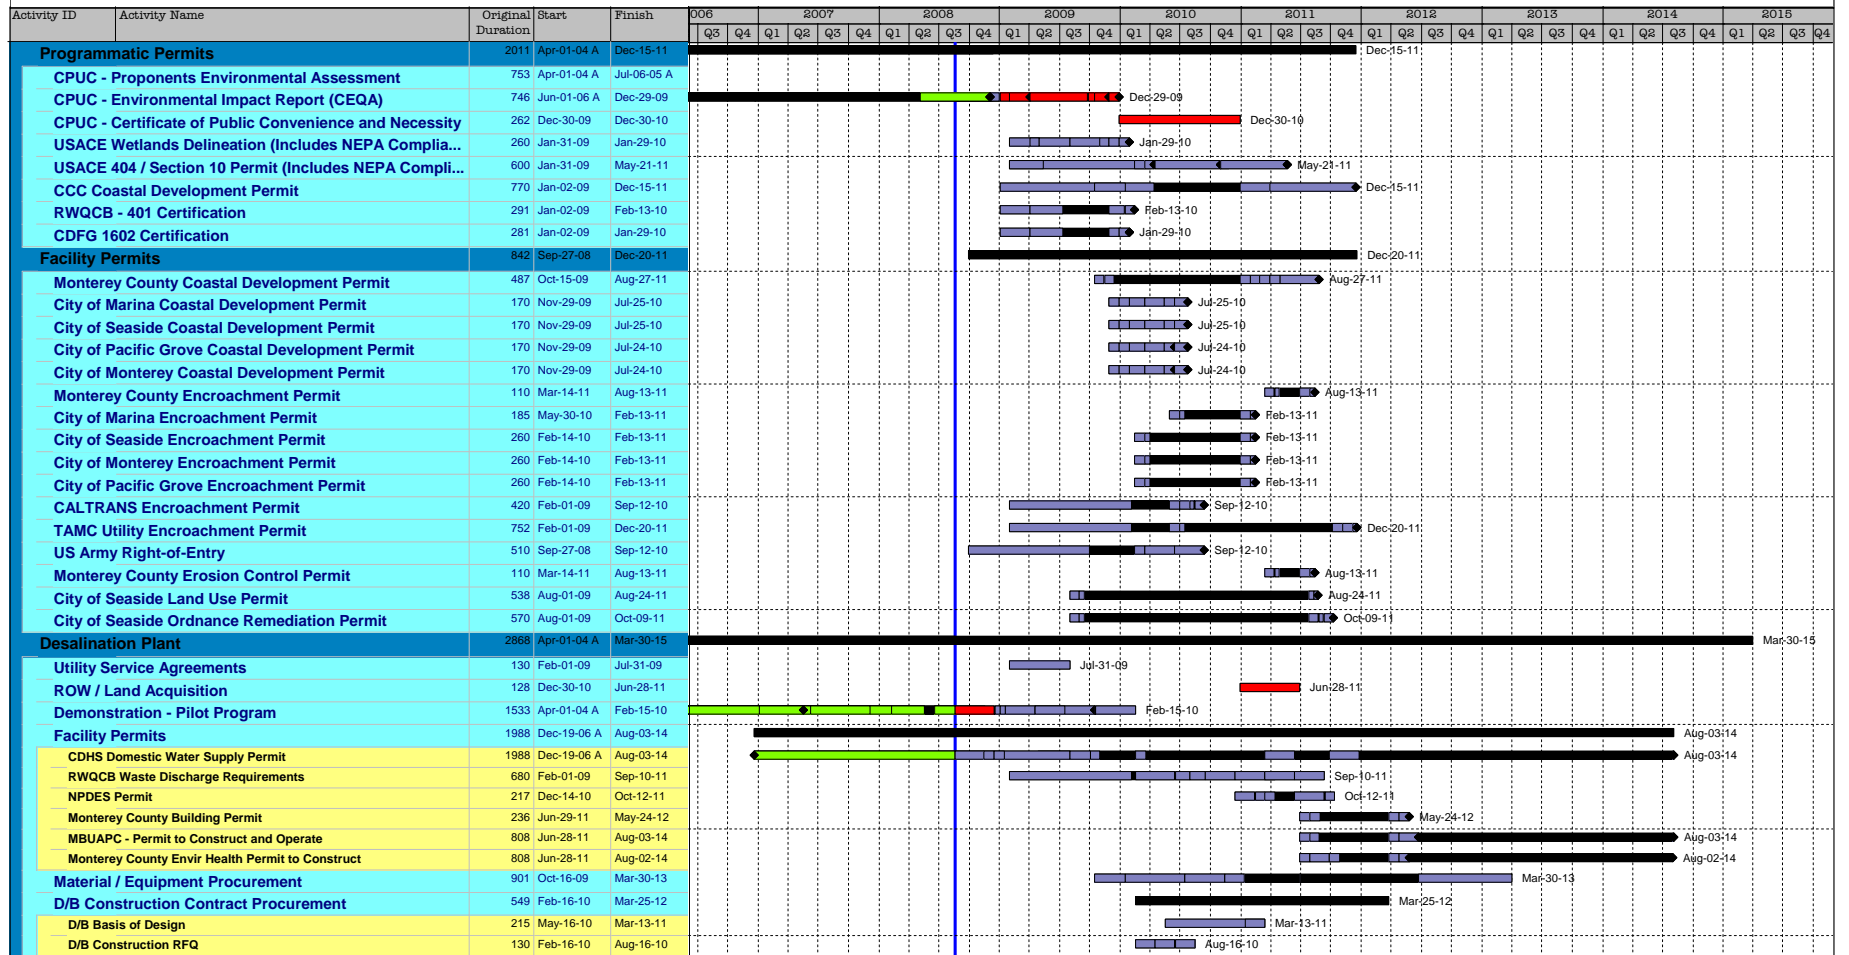 Activity ID Activity Name Original Duration Start Finish 006 2007 2008 2009 2010 2011 2012 2013 2014 2015
Q3 Q4 Q1 Q2 Q3 Q4 Q1 Q2 Q3 Q4 Q1 Q2 Q3 Q4 Q1 Q2 Q3 Q4 Q1 Q2 Q3 Q4 Q1 Q2 Q3 Q4 Q1 Q2 Q3 Q4 Q1 Q2 Q3 Q4 Q1 Q2 Q3 Q4
Programmatic Permits 2011 Apr-01-04 A Dec-15-11 Dec-15-11
CPUC - Proponents Environmental Assessment 753 Apr-01-04 A Jul-06-05 A
CPUC - Environmental Impact Report (CEQA) 746 Jun-01-06 A Dec-29-09 Dec-29-09
CPUC - Certificate of Public Convenience and Necessity 262 Dec-30-09 Dec-30-10 Dec-30-10
USACE Wetlands Delineation (Includes NEPA Complia... 260 Jan-31-09 Jan-29-10 Jan-29-10
USACE 404 / Section 10 Permit (Includes NEPA Compli... 600 Jan-31-09 May-21-11 May-21-11
CCC Coastal Development Permit 770 Jan-02-09 Dec-15-11 Dec-15-11
RWQCB - 401 Certification 291 Jan-02-09 Feb-13-10 Feb-13-10
CDFG 1602 Certification 281 Jan-02-09 Jan-29-10 Jan-29-10
Facility Permits 842 Sep-27-08 Dec-20-11 Dec-20-11
Monterey County Coastal Development Permit 487 Oct-15-09 Aug-27-11 Aug-27-11
City of Marina Coastal Development Permit 170 Nov-29-09 Jul-25-10 Jul-25-10
City of Seaside Coastal Development Permit 170 Nov-29-09 Jul-25-10 Jul-25-10
City of Pacific Grove Coastal Development Permit 170 Nov-29-09 Jul-24-10 Jul-24-10
City of Monterey Coastal Development Permit 170 Nov-29-09 Jul-24-10 Jul-24-10
Monterey County Encroachment Permit 110 Mar-14-11 Aug-13-11 Aug-13-11
City of Marina Encroachment Permit 185 May-30-10 Feb-13-11 Feb-13-11
City of Seaside Encroachment Permit 260 Feb-14-10 Feb-13-11 Feb-13-11
City of Monterey Encroachment Permit 260 Feb-14-10 Feb-13-11 Feb-13-11
City of Pacific Grove Encroachment Permit 260 Feb-14-10 Feb-13-11 Feb-13-11
CALTRANS Encroachment Permit 420 Feb-01-09 Sep-12-10 Sep-12-10
TAMC Utility Encroachment Permit 752 Feb-01-09 Dec-20-11 Dec-20-11
US Army Right-of-Entry 510 Sep-27-08 Sep-12-10 Sep-12-10
Monterey County Erosion Control Permit 110 Mar-14-11 Aug-13-11 Aug-13-11
City of Seaside Land Use Permit 538 Aug-01-09 Aug-24-11 Aug-24-11
City of Seaside Ordnance Remediation Permit 570 Aug-01-09 Oct-09-11 Oct-09-11
Desalination Plant 2868 Apr-01-04 A Mar-30-15 Mar-30-15
Utility Service Agreements 130 Feb-01-09 Jul-31-09 Jul-31-09
ROW / Land Acquisition 128 Dec-30-10 Jun-28-11 Jun-28-11
Demonstration - Pilot Program 1533 Apr-01-04 A Feb-15-10 Feb-15-10
Facility Permits 1988 Dec-19-06 A Aug-03-14 Aug-03-14
CDHS Domestic Water Supply Permit 1988 Dec-19-06 A Aug-03-14 Aug-03-14
RWQCB Waste Discharge Requirements 680 Feb-01-09 Sep-10-11 Sep-10-11
NPDES Permit 217 Dec-14-10 Oct-12-11 Oct-12-11
Monterey County Building Permit 236 Jun-29-11 May-24-12 May-24-12
MBUAPC - Permit to Construct and Operate 808 Jun-28-11 Aug-03-14 Aug-03-14
Monterey County Envir Health Permit to Construct 808 Jun-28-11 Aug-02-14 Aug-02-14
Material / Equipment Procurement 901 Oct-16-09 Mar-30-13 Mar-30-13
D/B Construction Contract Procurement 549 Feb-16-10 Mar-25-12 Mar-25-12
D/B Basis of Design 215 May-16-10 Mar-13-11 Mar-13-11
D/B Construction RFQ 130 Feb-16-10 Aug-16-10 Aug-16-10